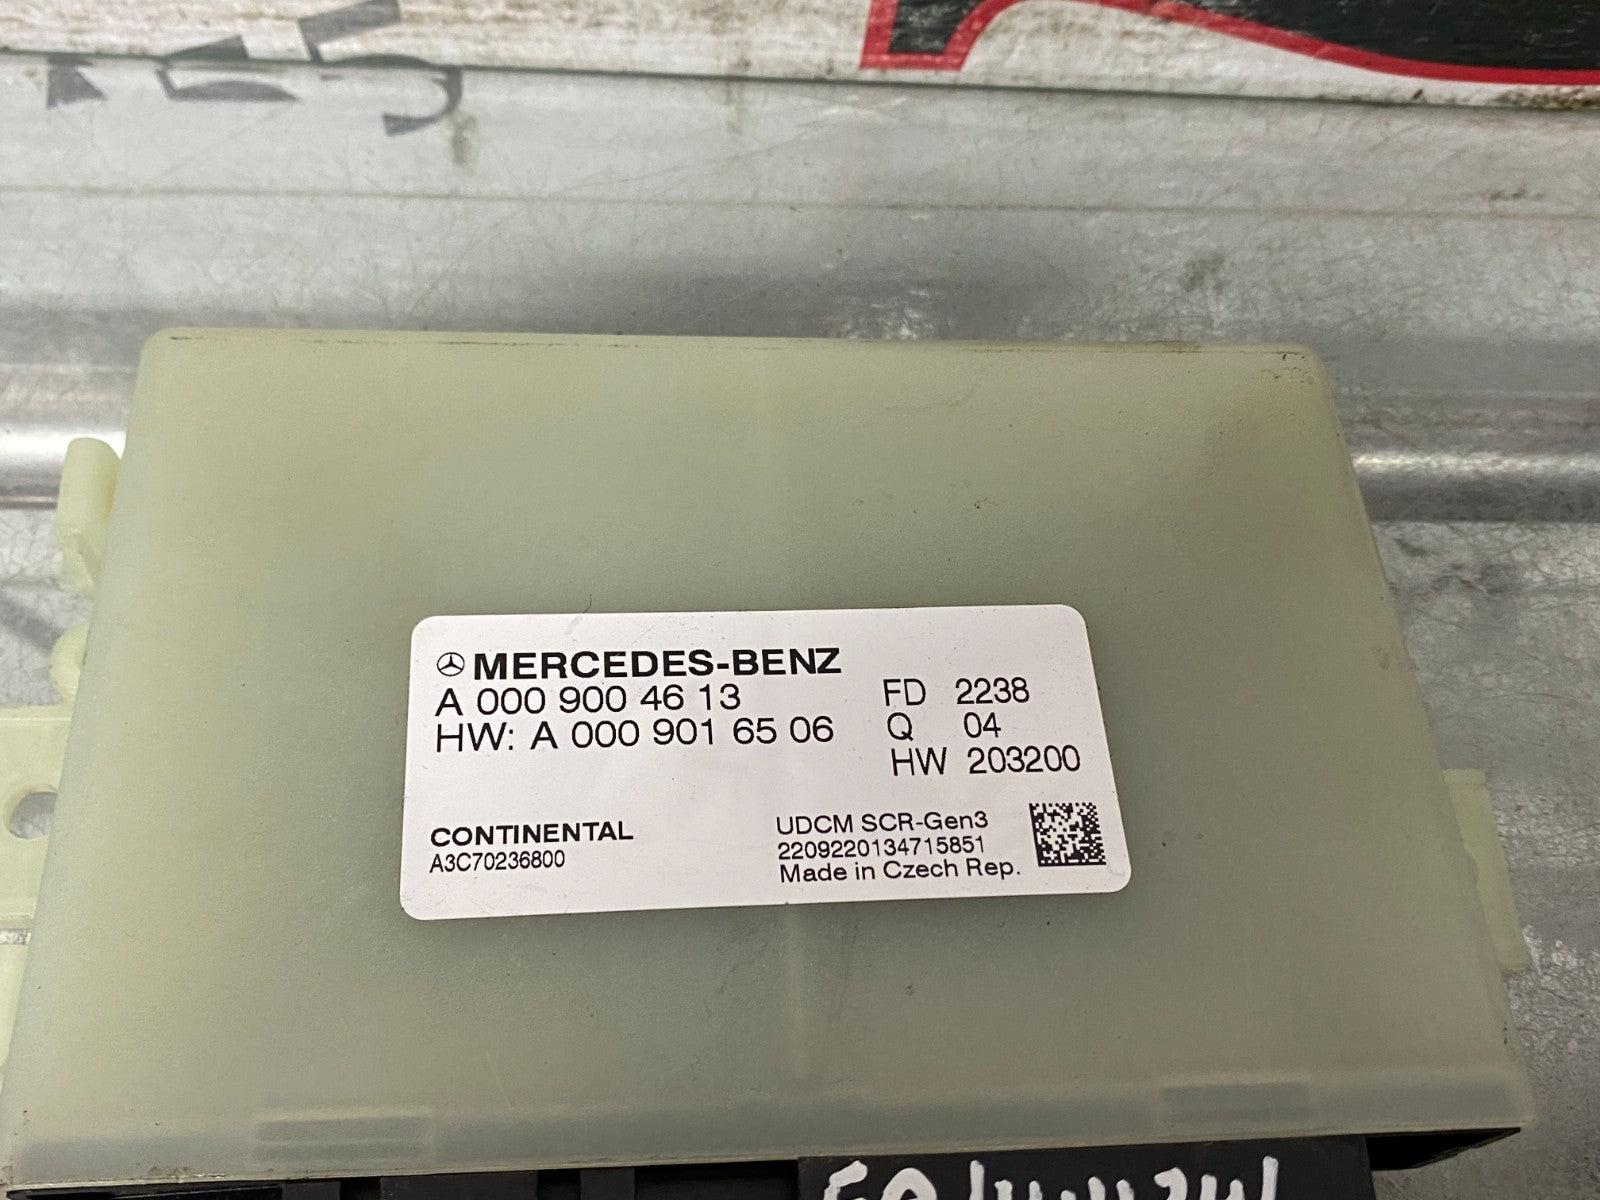 MERCEDES-BENZ
A 000 900 46 13
HW: A 000 901 65 06
FD 2238
Q 04
HW 203200
CONTINENTAL
A3C70236800
UDCM SCR-Gen3
2209220134715851
Made in Czech Rep.